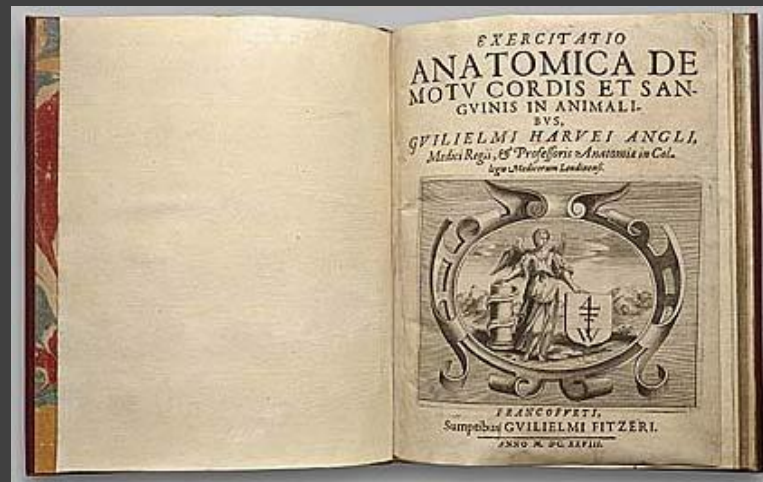 EXERCITATIO
ANATOMICA DE
MOTV CORDIS ET SAN-
GVINIS IN ANIMALI-
BVS,
GVILIELMI HARVEI ANGLI,
Medici Regii, & Professoris Anatomiæ in Col-
legio Medicorum Londinensi.
FRANCOFVRTI,
Sumptibus GVILIELMI FITZERI.
ANNO M. DC. XXVIII.